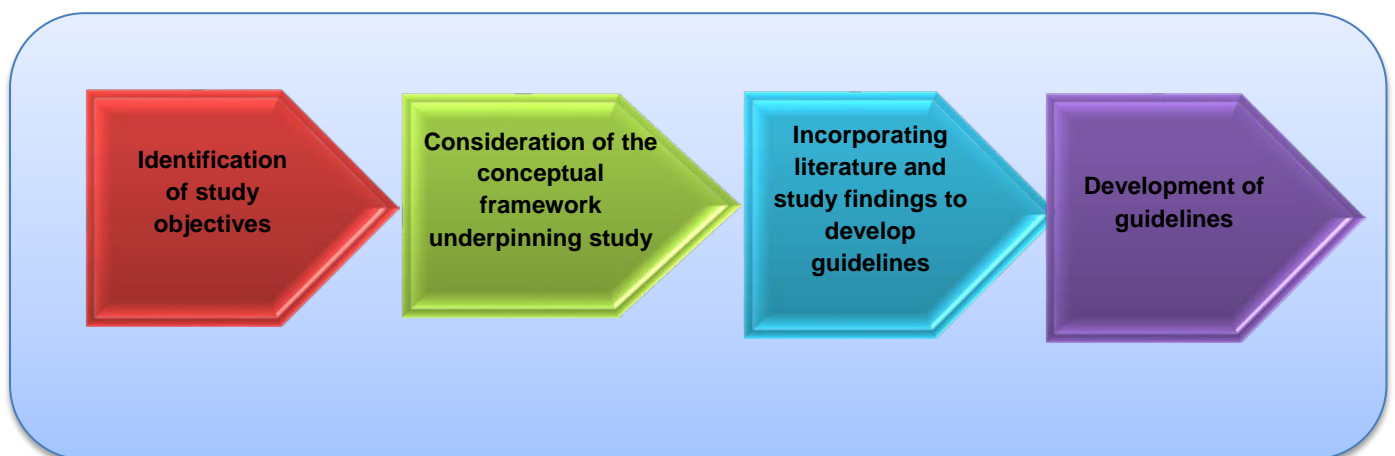 Identification
of study
objectives
Consideration of the
conceptual
framework
underpinning study
Incorporating
literature and
study findings to
develop
guidelines
Development of
guidelines